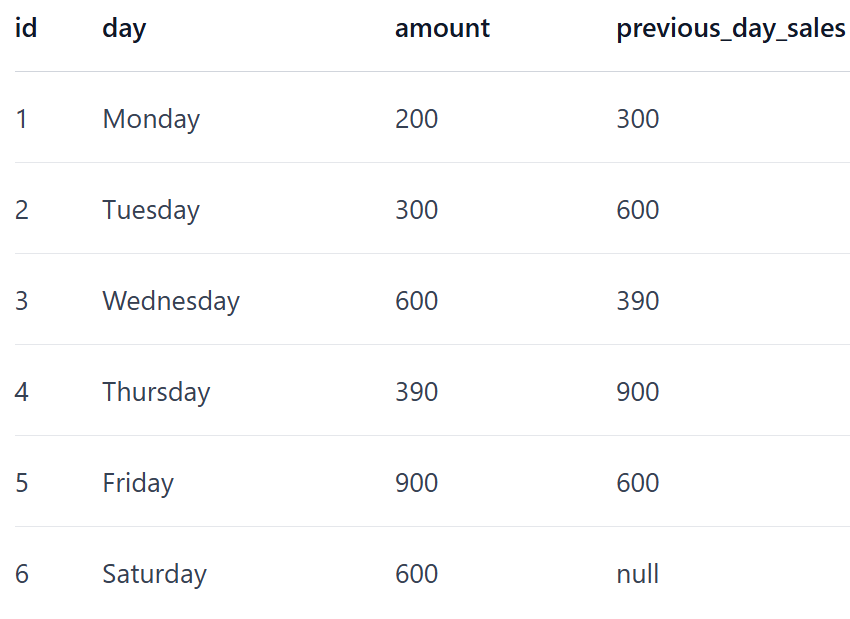 id day amount previous_day_sales
1 Monday 200 300
2 Tuesday 300 600
3 Wednesday 600 390
4 Thursday 390 900
5 Friday 900 600
6 Saturday 600 null